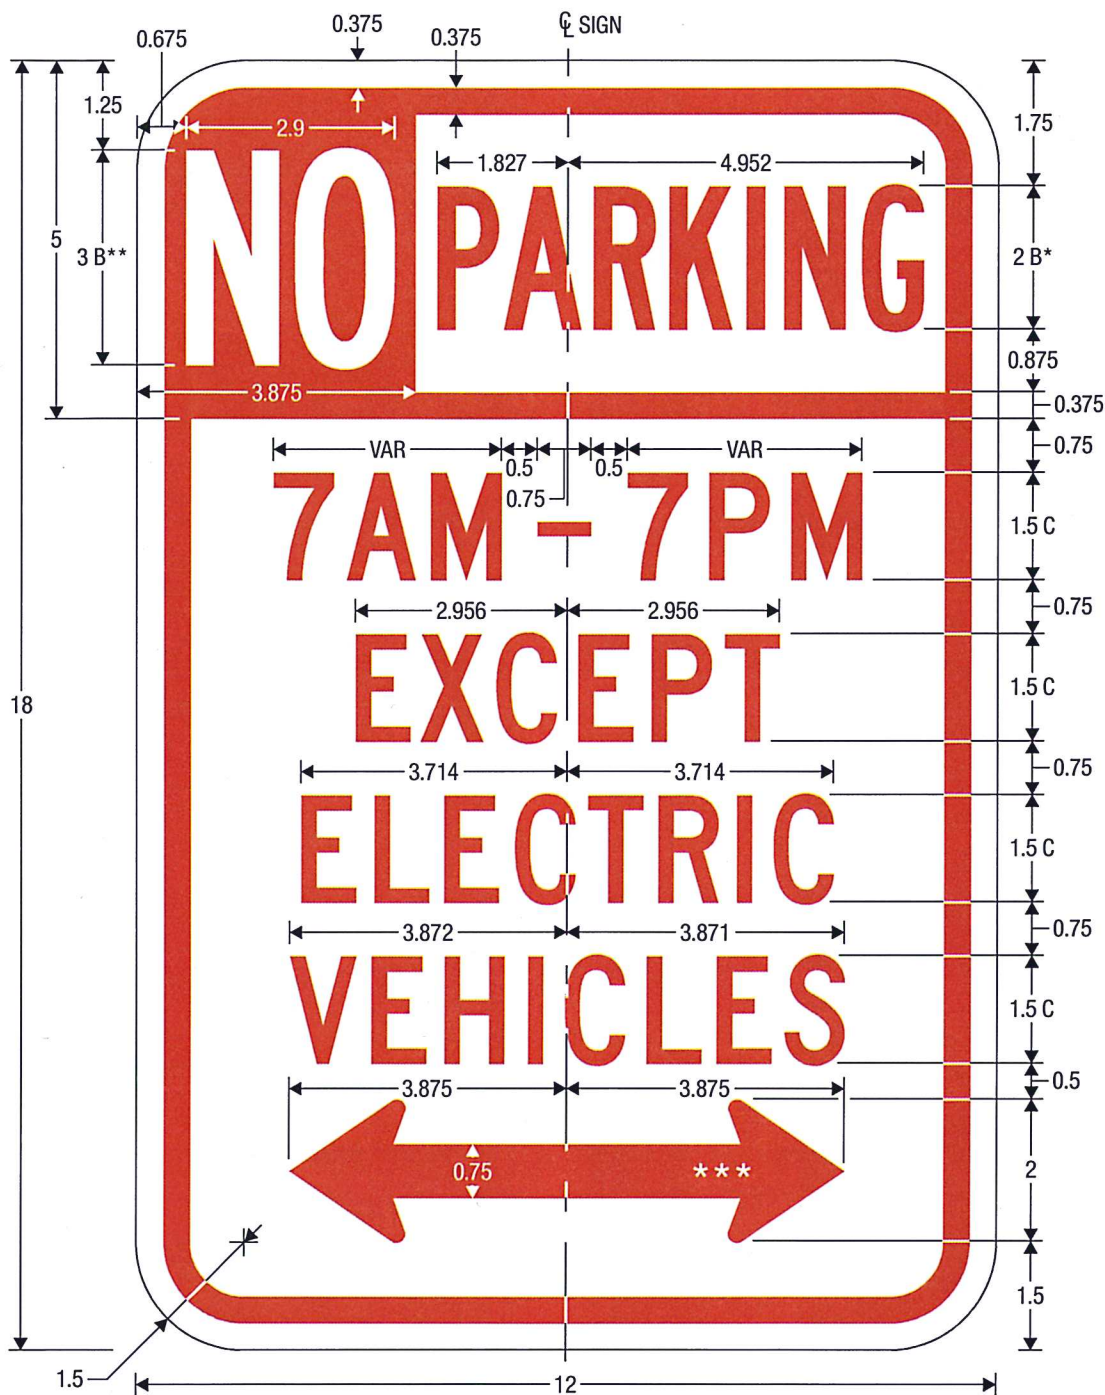 ℄ SIGN
0.675
0.375
0.375
1.25
2.9
1.827
4.952
1.75
NO PARKING
5
3 B**
2 B*
0.875
3.875
0.375
VAR
0.5
0.75
0.5
VAR
0.75
7AM – 7PM
1.5 C
2.956
2.956
0.75
EXCEPT
1.5 C
18
3.714
3.714
0.75
ELECTRIC
1.5 C
3.872
3.871
0.75
VEHICLES
1.5 C
3.875
3.875
0.5
0.75
***
2
1.5
1.5
12